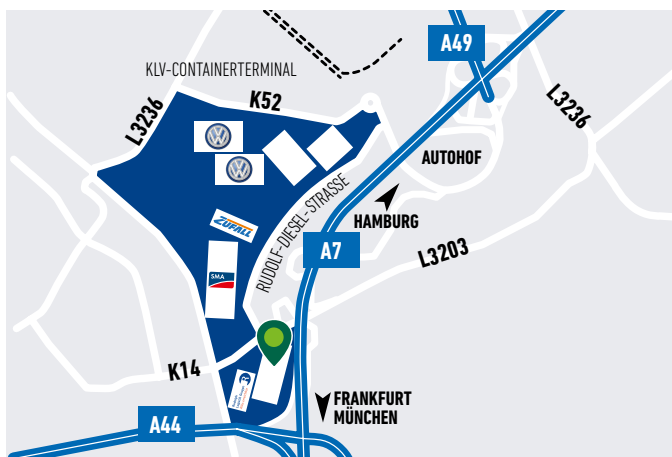 A49
KLV-CONTAINERTERMINAL
K52
L3236
L3236
AUTOHOF
RUDOLF-DIESEL-STRASSE
HAMBURG
ZUFALL
A7
L3203
SMA
K14
FRANKFURT
MÜNCHEN
A44